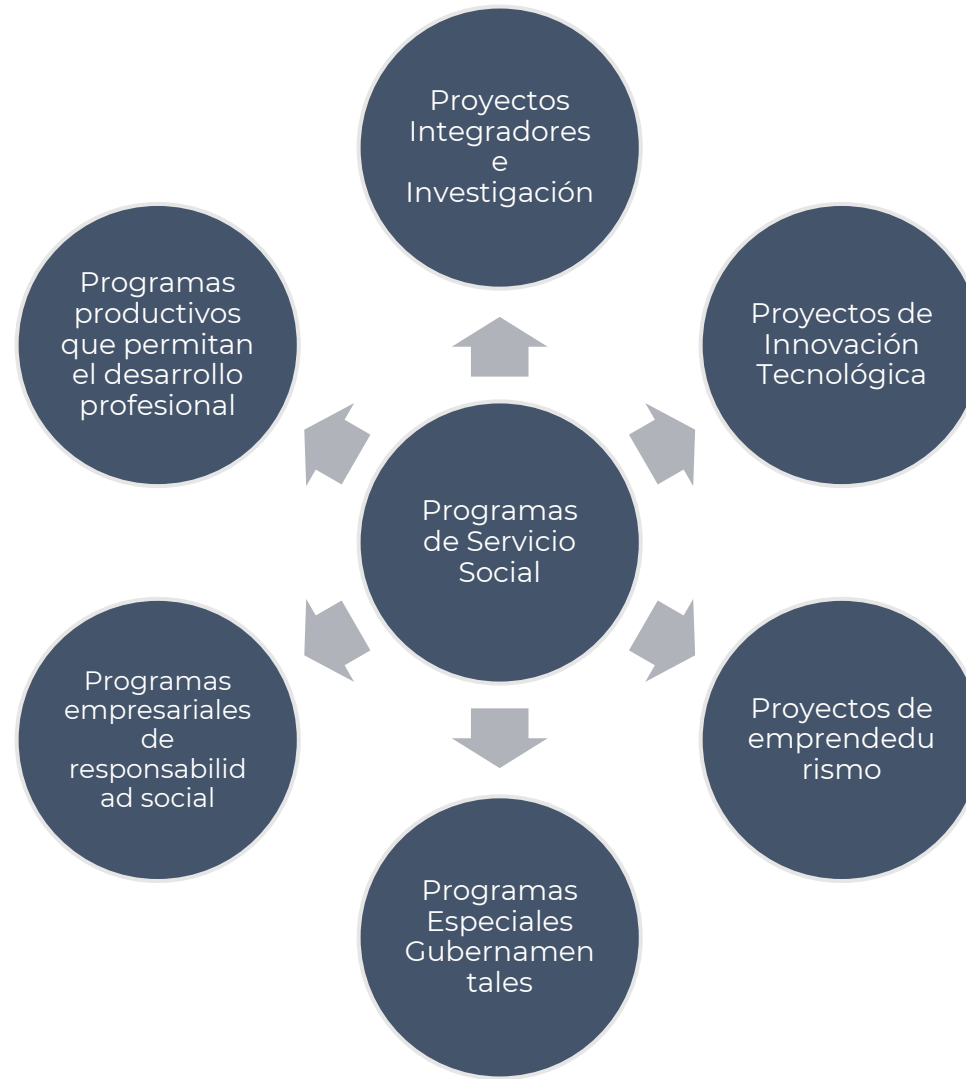 Proyectos
Integradores
e
Investigación
Proyectos de
Innovación
Tecnológica
Proyectos de
emprendedu
rismo
Programas
Especiales
Gubernamen
tales
Programas
empresariales
de
responsabilid
ad social
Programas
productivos
que permitan
el desarrollo
profesional
Programas
de Servicio
Social